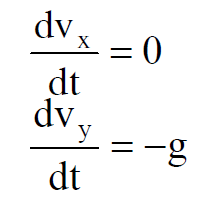 dv_x/dt = 0
dv_y/dt = -g